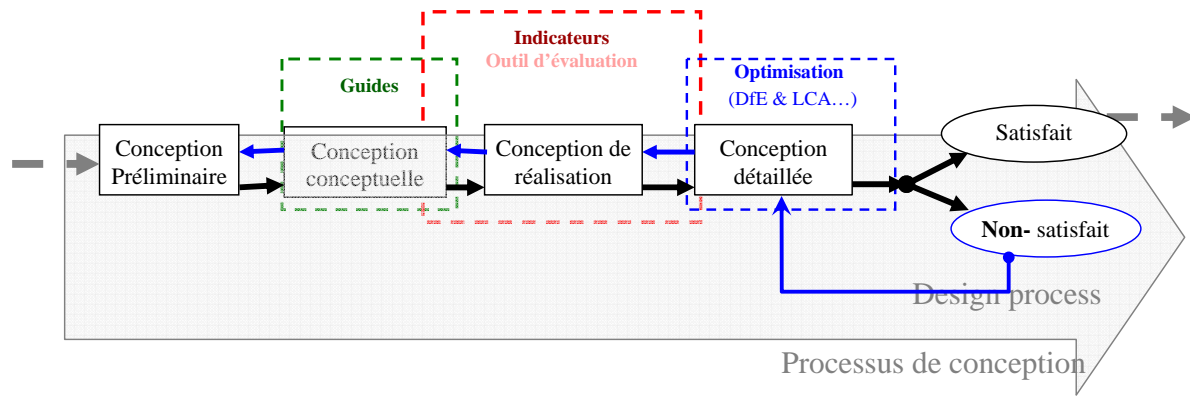 Indicateurs
Outil d'évaluation
Guides
Optimisation
(DfE & LCA…)
Conception
Préliminaire
Conception
conceptuelle
Conception de
réalisation
Conception
détaillée
Satisfait
Non- satisfait
Design process
Processus de conception